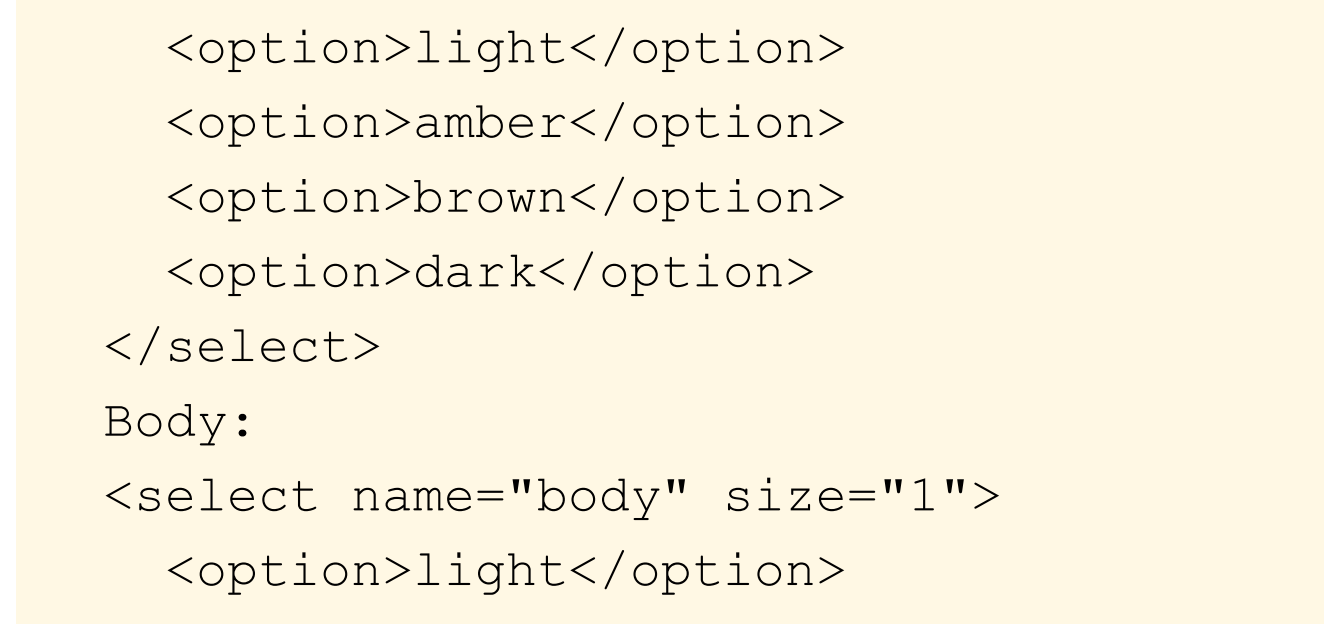 <option>light</option>
<option>amber</option>
<option>brown</option>
<option>dark</option>
</select>
Body:
<select name="body" size="1">
<option>light</option>